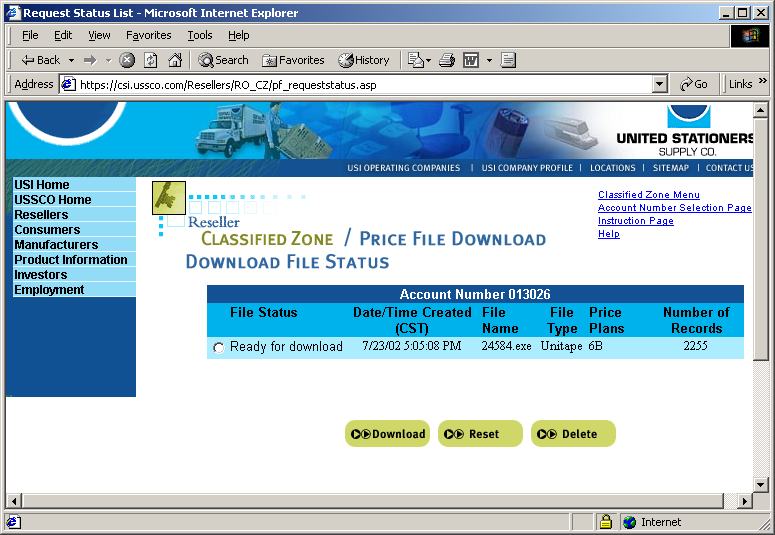 Request Status List - Microsoft Internet Explorer
File Edit View Favorites Tools Help
Back Search Favorites History
Address https://csi.ussco.com/Resellers/RO_CZ/pf_requeststatus.asp Go Links »
UNITED STATIONERS
SUPPLY CO.
USI OPERATING COMPANIES | USI COMPANY PROFILE | LOCATIONS | SITEMAP | CONTACT US
USI Home
USSCO Home
Resellers
Consumers
Manufacturers
Product Information
Investors
Employment
Reseller
CLASSIFIED ZONE / PRICE FILE DOWNLOAD
DOWNLOAD FILE STATUS
Classified Zone Menu
Account Number Selection Page
Instruction Page
Help
Account Number 013026
File Status Date/Time Created (CST) File Name File Type Price Plans Number of Records
Ready for download 7/23/02 5:05:08 PM 24584.exe Unitape 6B 2255
Download Reset Delete
Internet